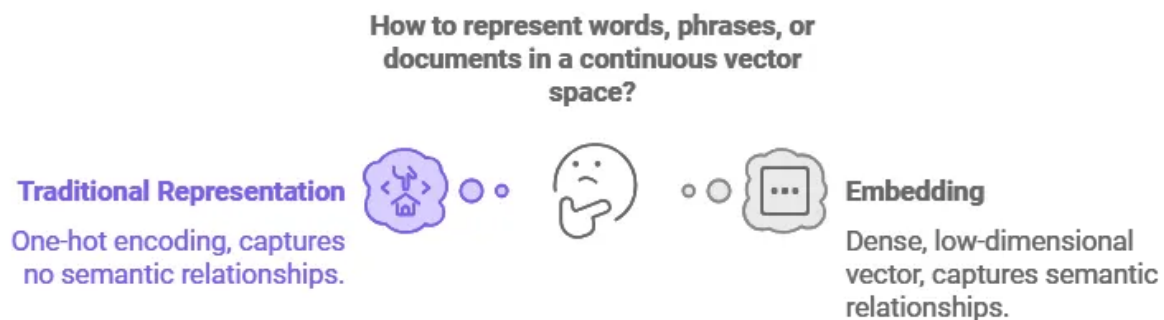 How to represent words, phrases, or
documents in a continuous vector
space?
Traditional Representation
One-hot encoding, captures
no semantic relationships.
Embedding
Dense, low-dimensional
vector, captures semantic
relationships.